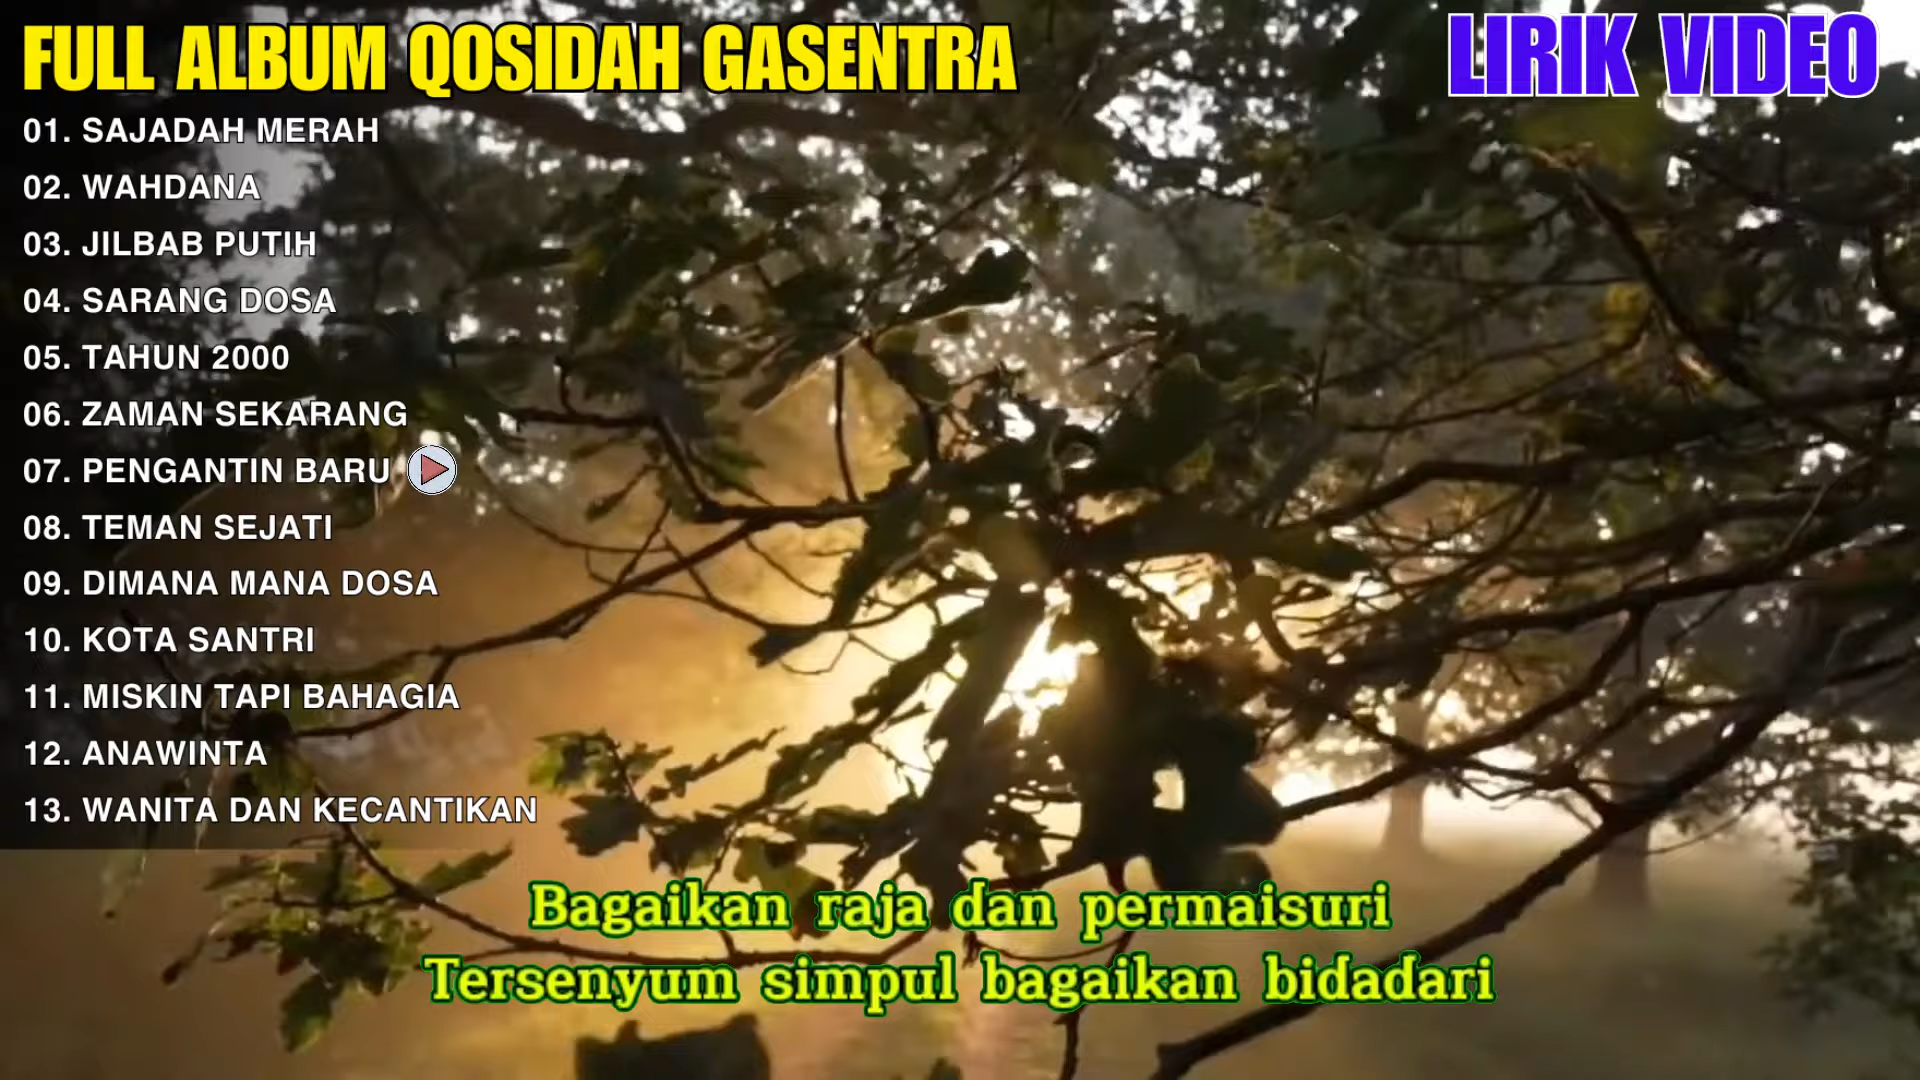 FULL ALBUM QOSIDAH GASENTRA
LIRIK VIDEO
01. SAJADAH MERAH
02. WAHDANA
03. JILBAB PUTIH
04. SARANG DOSA
05. TAHUN 2000
06. ZAMAN SEKARANG
07. PENGANTIN BARU
08. TEMAN SEJATI
09. DIMANA MANA DOSA
10. KOTA SANTRI
11. MISKIN TAPI BAHAGIA
12. ANAWINTA
13. WANITA DAN KECANTIKAN
Bagaikan raja dan permaisuri
Tersenyum simpul bagaikan bidadari